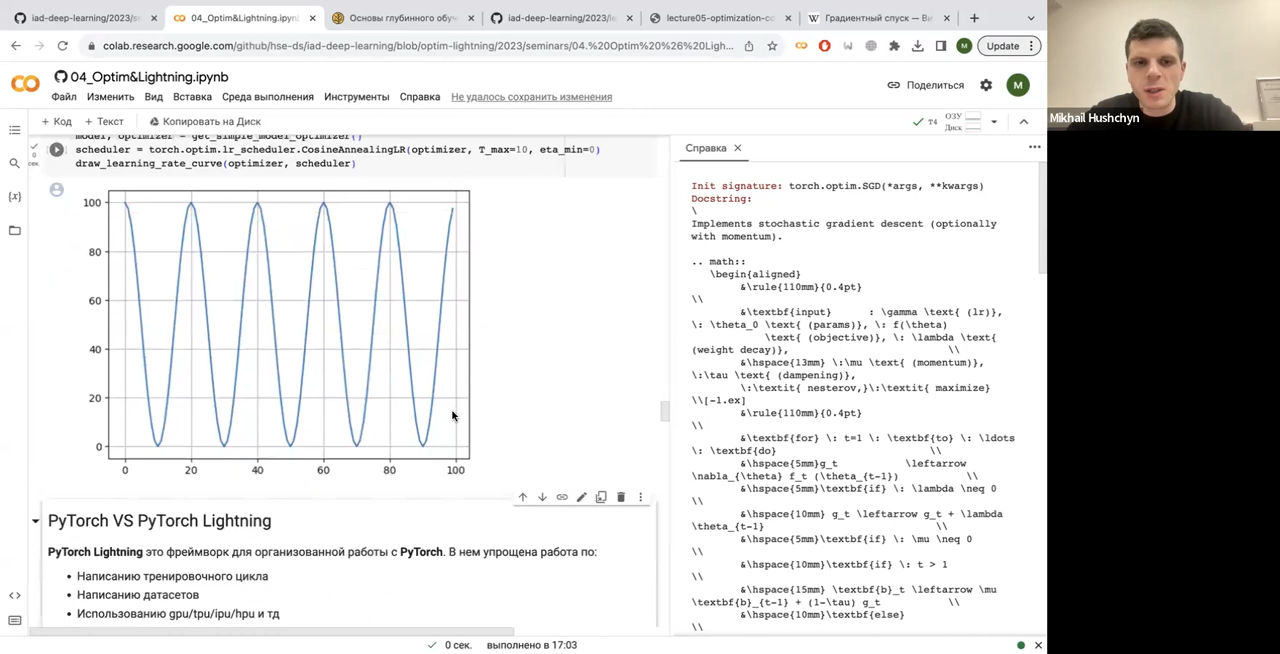 iad-deep-learning/2023/se
04_Optim&Lightning.ipynb
Основы глубинного обуч
iad-deep-learning/2023/le
lecture05-optimization-co
Градиентный спуск — Ви
colab.research.google.com/github/hse-ds/iad-deep-learning/blob/optim-lightning/2023/seminars/04.%20Optim%20%26%20Ligh...
M
Update
04_Optim&Lightning.ipynb
Поделиться
M
Файл Изменить Вид Вставка Среда выполнения Инструменты Справка Не удалось сохранить изменения
+ Код + Текст Копировать на Диск
T4
ОЗУ
Диск
model, optimizer = get_simple_model_optimizer()
scheduler = torch.optim.lr_scheduler.CosineAnnealingLR(optimizer, T_max=10, eta_min=0)
draw_learning_rate_curve(optimizer, scheduler)
0
сек.
100
80
60
40
20
0
0 20 40 60 80 100
PyTorch VS PyTorch Lightning
PyTorch Lightning это фреймворк для организованной работы с PyTorch. В нем упрощена работа по:
• Написанию тренировочного цикла
• Написанию датасетов
• Использованию gpu/tpu/ipu/hpu и тд
Справка
Init signature: torch.optim.SGD(*args, **kwargs)
Docstring:
\
Implements stochastic gradient descent (optionally
with momentum).
.. math::
\begin{aligned}
&\rule{110mm}{0.4pt}
\\
&\textbf{input} : \gamma \text{ (lr)},
\: \theta_0 \text{ (params)}, \: f(\theta)
\text{ (objective)}, \: \lambda \text{
(weight decay)}, \\
&\hspace{13mm} \:\mu \text{ (momentum)},
\:\tau \text{ (dampening)},
\:\textit{ nesterov,}\:\textit{ maximize}
\\[-1.ex]
&\rule{110mm}{0.4pt}
\\
&\textbf{for} \: t=1 \: \textbf{to} \: \ldots
\: \textbf{do} \\
&\hspace{5mm}g_t \leftarrow
\nabla_{\theta} f_t (\theta_{t-1}) \\
&\hspace{5mm}\textbf{if} \: \lambda \neq 0
\\
&\hspace{10mm} g_t \leftarrow g_t + \lambda
\theta_{t-1} \\
&\hspace{5mm}\textbf{if} \: \mu \neq 0
\\
&\hspace{10mm}\textbf{if} \: t > 1
\\
&\hspace{15mm} \textbf{b}_t \leftarrow \mu
\textbf{b}_{t-1} + (1-\tau) g_t \\
&\hspace{10mm}\textbf{else}
\\
0 сек. выполнено в 17:03
Mikhail Hushchyn